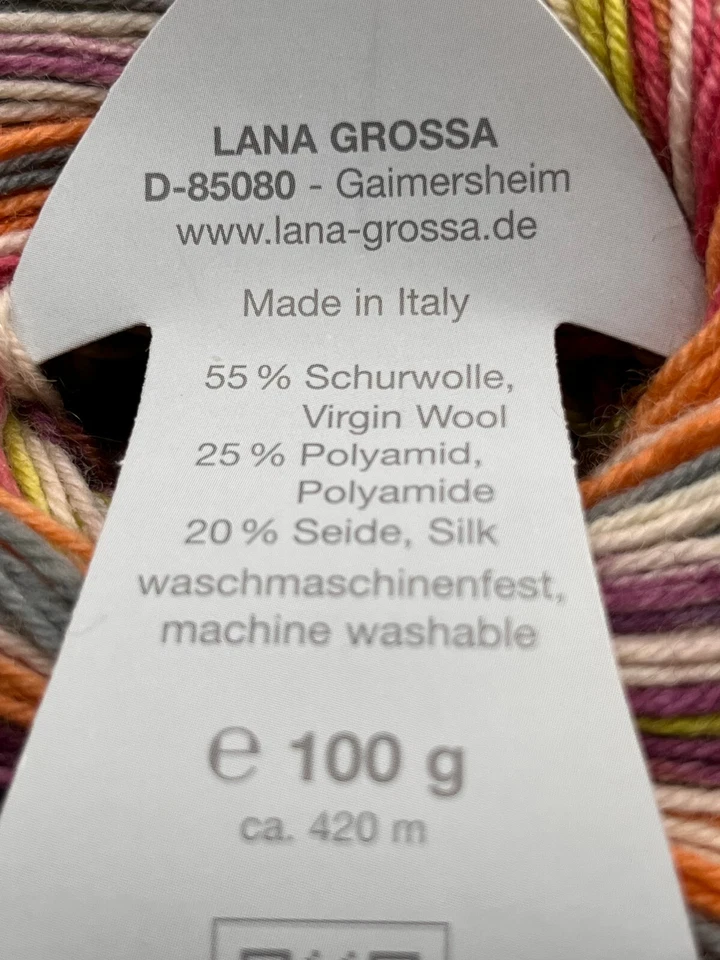 LANA GROSSA
D-85080 - Gaimersheim
www.lana-grossa.de
Made in Italy
55 % Schurwolle,
Virgin Wool
25 % Polyamid,
Polyamide
20 % Seide, Silk
waschmaschinenfest,
machine washable
℮ 100 g
ca. 420 m